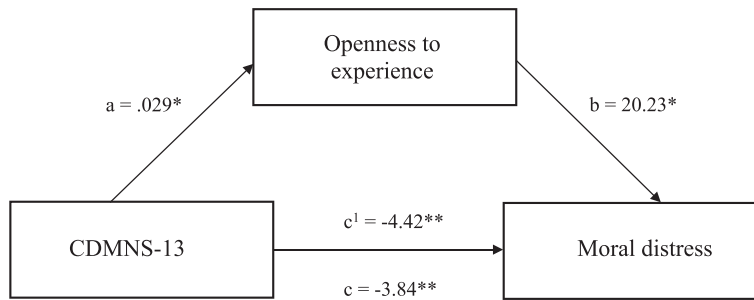 Openness to
experience
a = .029*
b = 20.23*
CDMNS-13
c¹ = -4.42**
Moral distress
c = -3.84**